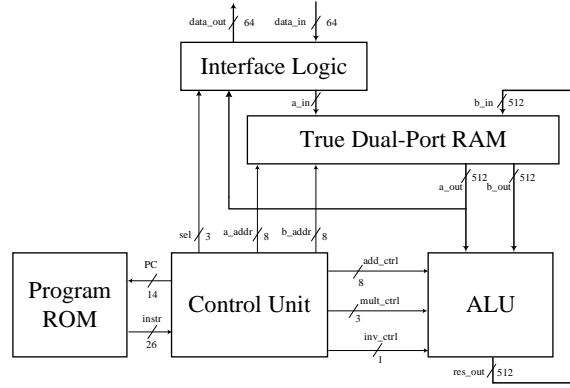 data_out 64 data_in 64
Interface Logic
a_in b_in 512
True Dual-Port RAM
512 512
a_out b_out
sel 3 a_addr 8 b_addr 8
PC
14
instr
26
Program
ROM
Control Unit
add_ctrl
8
mult_ctrl
3
inv_ctrl
1
ALU
res_out 512